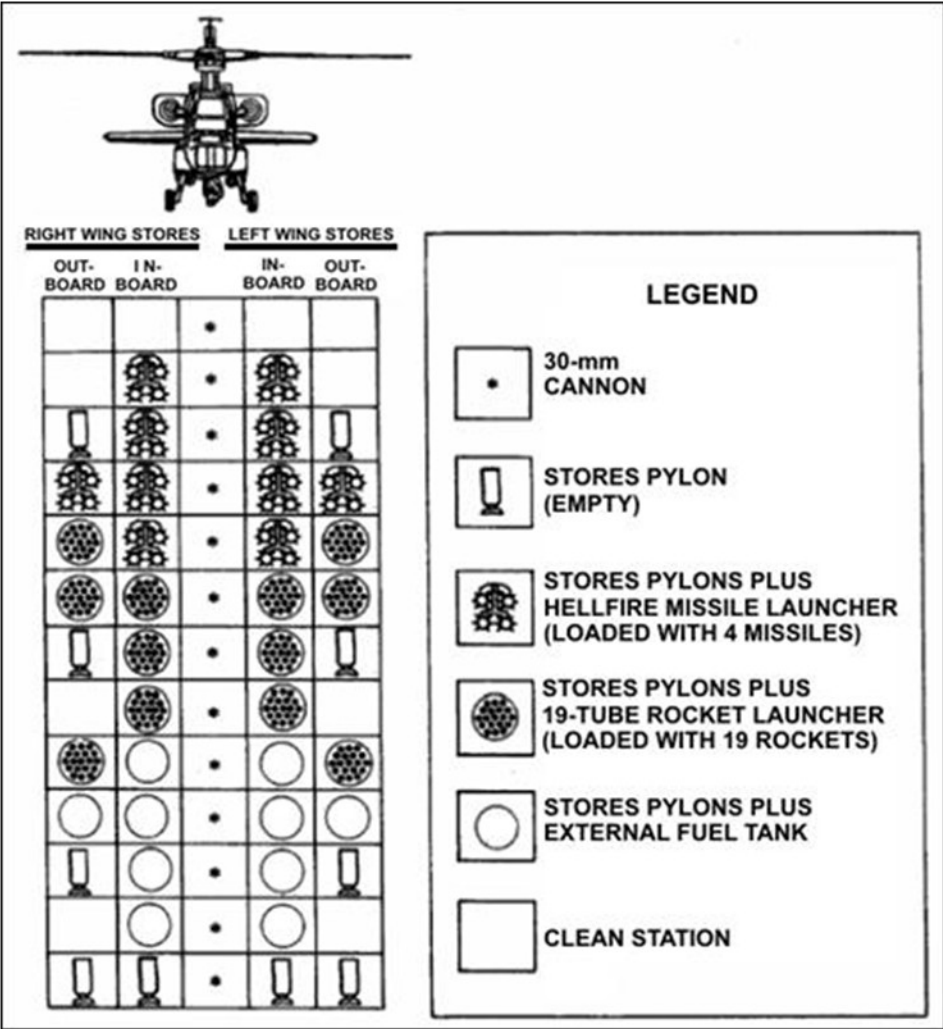 RIGHT WING STORES LEFT WING STORES
OUT-BOARD I N-BOARD IN-BOARD OUT-BOARD
LEGEND
30-mm
CANNON
STORES PYLON
(EMPTY)
STORES PYLONS PLUS
HELLFIRE MISSILE LAUNCHER
(LOADED WITH 4 MISSILES)
STORES PYLONS PLUS
19-TUBE ROCKET LAUNCHER
(LOADED WITH 19 ROCKETS)
STORES PYLONS PLUS
EXTERNAL FUEL TANK
CLEAN STATION